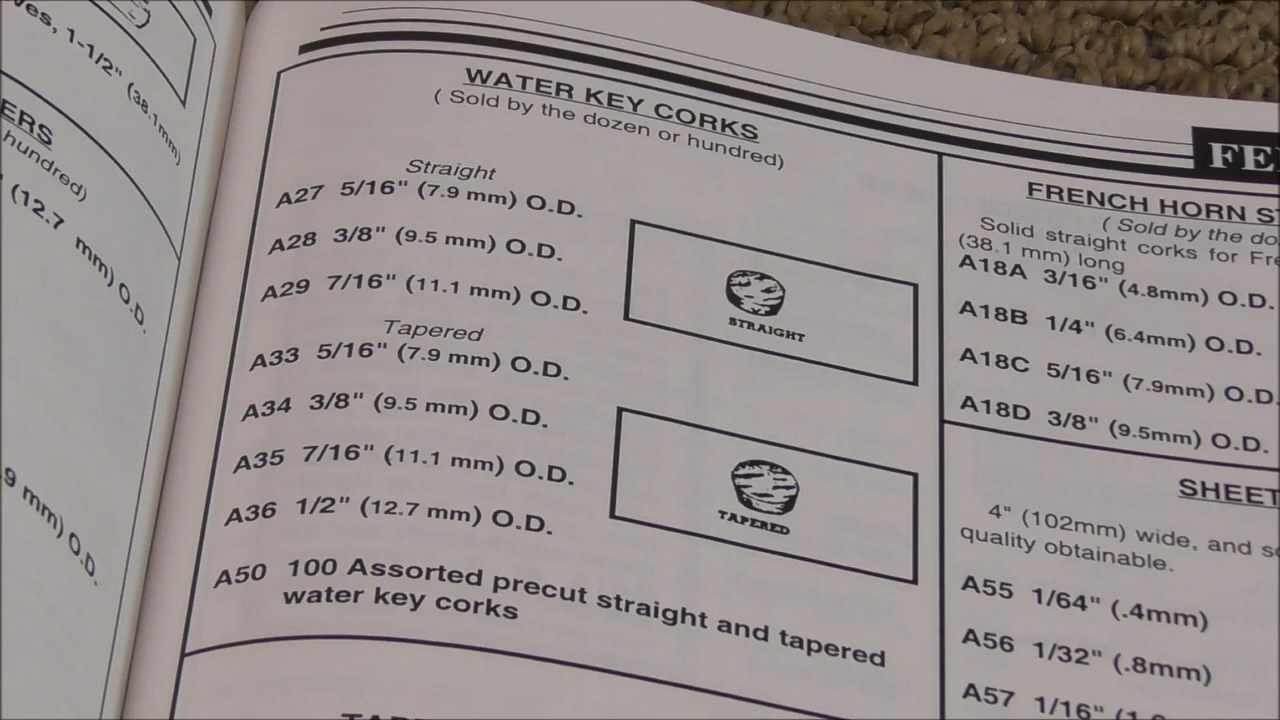 ves, 1-1/2" (38.1mm)
ERS
hundred)
(12.7 mm) O.D.
.9 mm) O.D.
WATER KEY CORKS
( Sold by the dozen or hundred)
Straight
A27 5/16" (7.9 mm) O.D.
A28 3/8" (9.5 mm) O.D.
A29 7/16" (11.1 mm) O.D.
STRAIGHT
Tapered
A33 5/16" (7.9 mm) O.D.
A34 3/8" (9.5 mm) O.D.
A35 7/16" (11.1 mm) O.D.
A36 1/2" (12.7 mm) O.D.
TAPERED
A50 100 Assorted precut straight and tapered
water key corks
FE
FRENCH HORN S
( Sold by the do
Solid straight corks for Fre
(38.1 mm) long
A18A 3/16" (4.8mm) O.D.
A18B 1/4" (6.4mm) O.D.
A18C 5/16" (7.9mm) O.D.
A18D 3/8" (9.5mm) O.D.
SHEET
4" (102mm) wide, and so
quality obtainable.
A55 1/64" (.4mm)
A56 1/32" (.8mm)
A57 1/16"